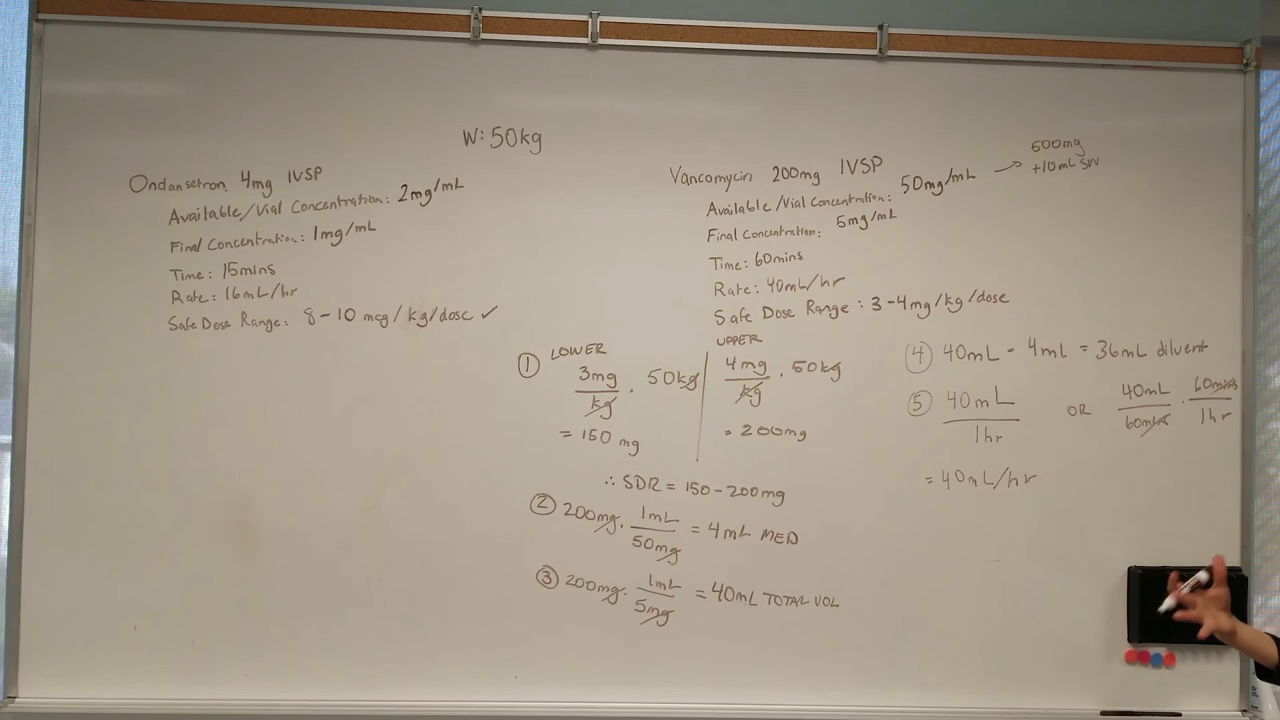 W: 50kg
Ondansetron 4mg IVSP
Available/Vial Concentration: 2mg/mL
Final Concentration: 1mg/mL
Time: 15mins
Rate: 16mL/hr
Safe Dose Range: 8-10 mcg/kg/dose ✓
Vancomycin 200mg IVSP
Available/Vial Concentration: 50mg/mL →
500mg
+10mL SW
Final Concentration: 5mg/mL
Time: 60mins
Rate: 40mL/hr
Safe Dose Range: 3-4mg/kg/dose
① LOWER
3mg/kg · 50kg
= 150 mg
UPPER
4mg/kg · 50kg
= 200mg
∴ SDR = 150-200mg
② 200mg · 1mL/50mg = 4mL MED
③ 200mg · 1mL/5mg = 40mL TOTAL VOL
④ 40mL - 4mL = 36mL diluent
⑤ 40mL/1hr OR 40mL/60mins · 60mins/1hr
= 40mL/hr